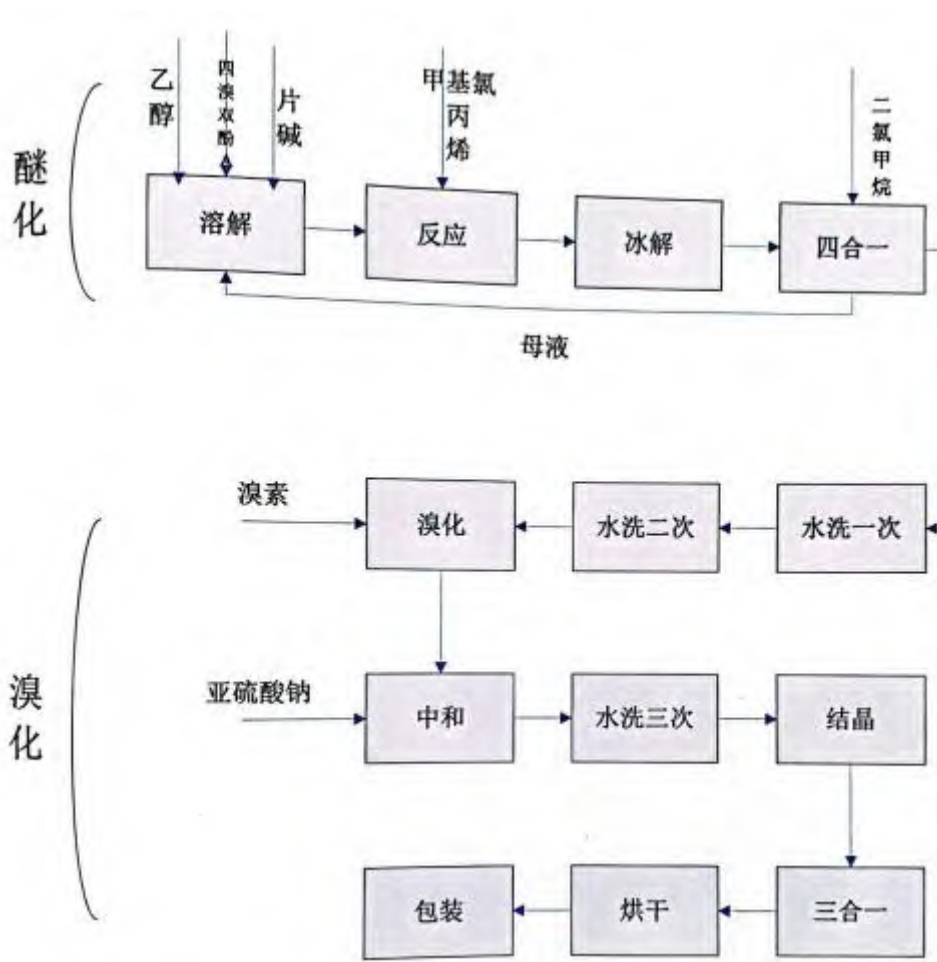 醚化
乙醇
四溴双酚A
片碱
甲基氯丙烯
二氯甲烷
溶解
反应
冰解
四合一
母液
溴化
溴素
溴化
水洗二次
水洗一次
亚硫酸钠
中和
水洗三次
结晶
包装
烘干
三合一